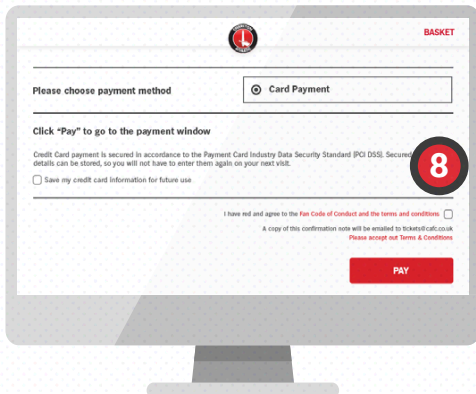 BASKET
Please choose payment method
Card Payment
Click "Pay" to go to the payment window
Credit Card payment is secured in accordance to the Payment Card Industry Data Security Standard [PCI DSS]. Secured
details can be stored, so you will not have to enter them again on your next visit.
Save my credit card information for future use
8
I have red and agree to the Fan Code of Conduct and the terms and conditions
A copy of this confirmation note will be emailed to tickets@cafc.co.uk
Please accept out Terms & Conditions
PAY